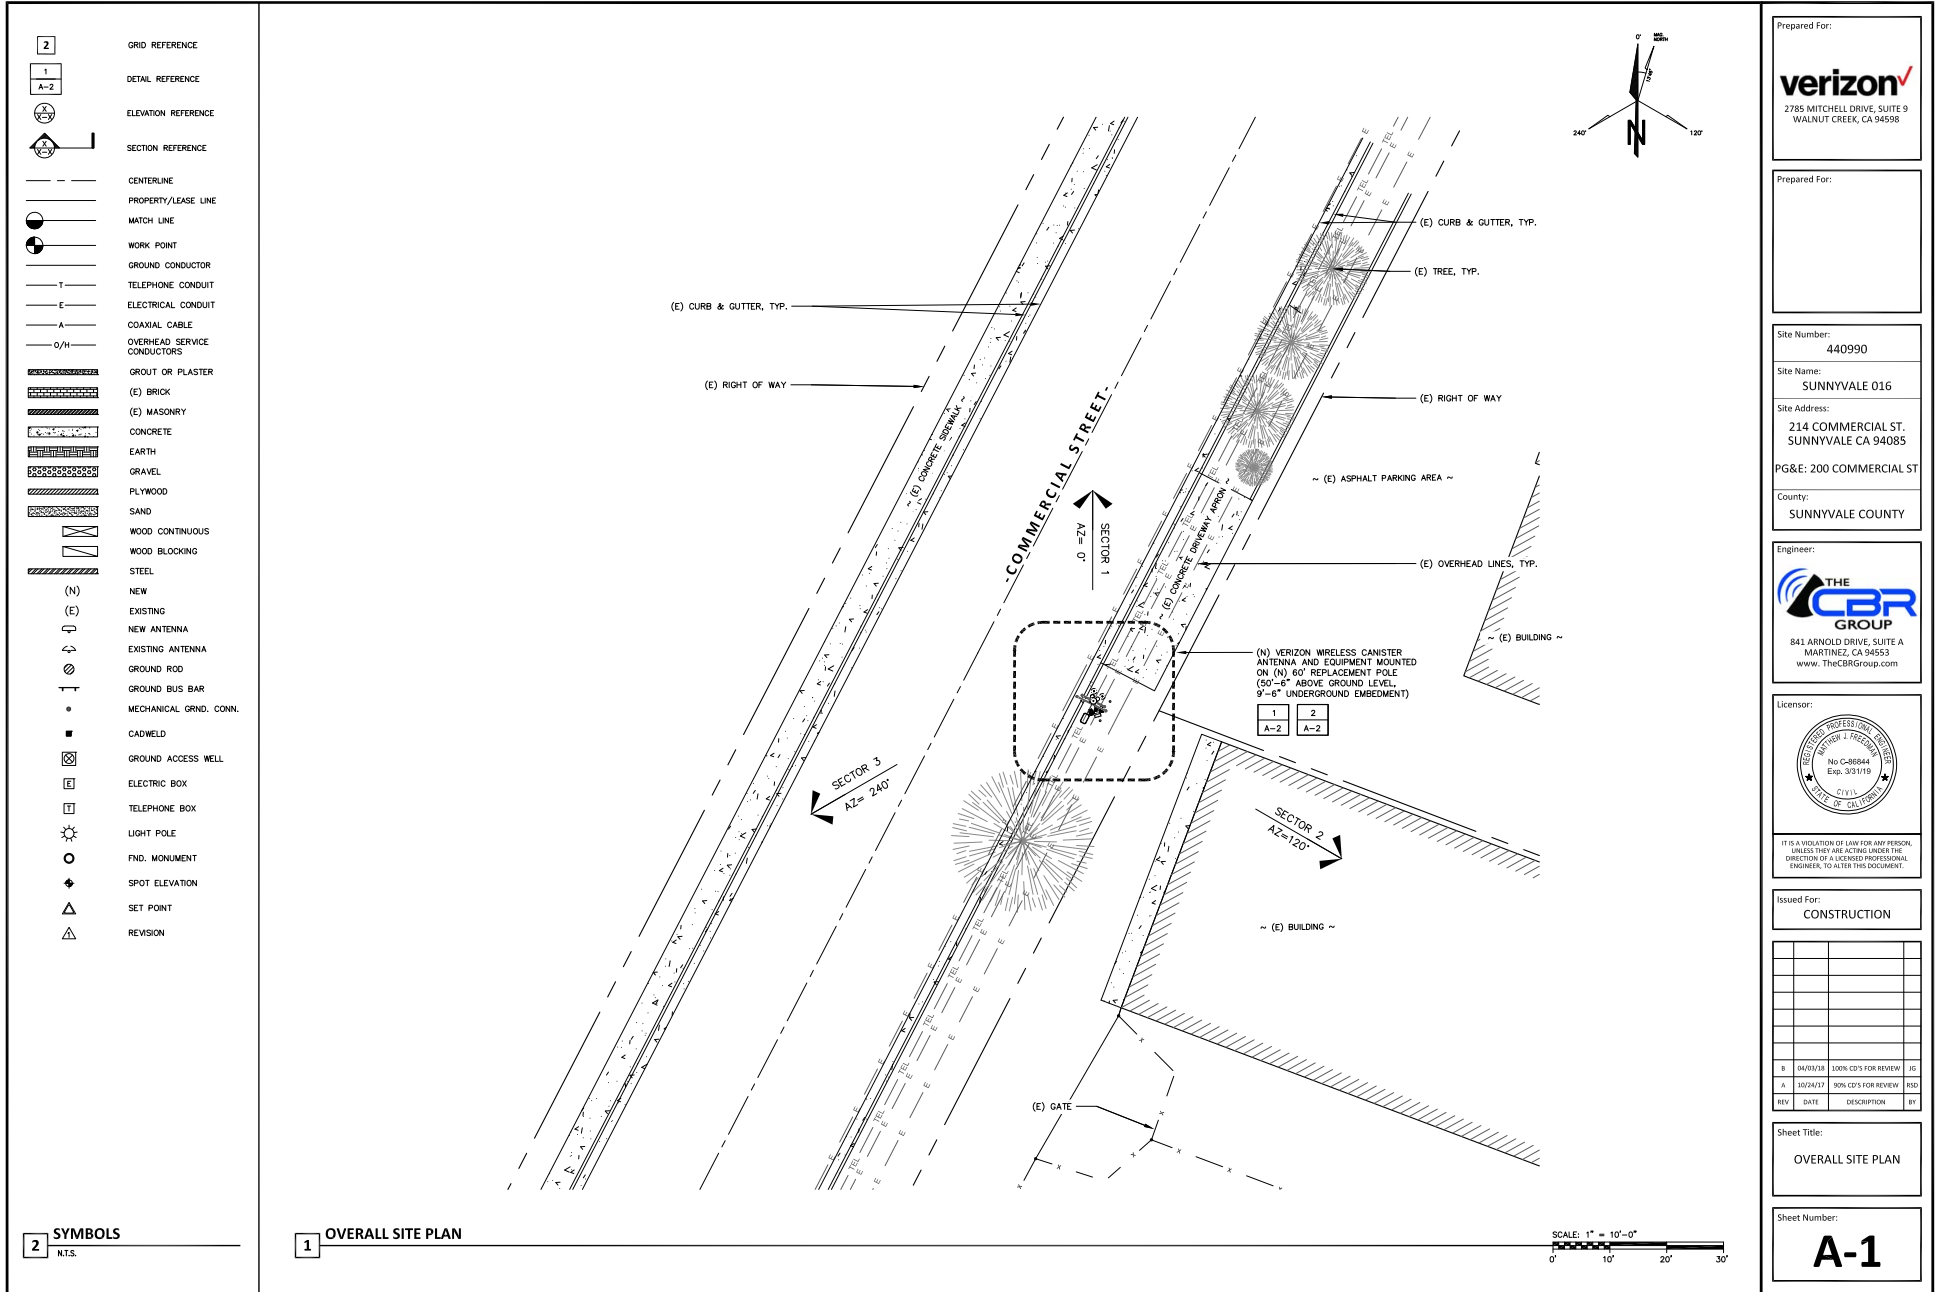 2
GRID REFERENCE
1
A-2
DETAIL REFERENCE
X
X-X
ELEVATION REFERENCE
X
X-X
SECTION REFERENCE
CENTERLINE
PROPERTY/LEASE LINE
MATCH LINE
WORK POINT
GROUND CONDUCTOR
T
TELEPHONE CONDUIT
E
ELECTRICAL CONDUIT
A
COAXIAL CABLE
O/H
OVERHEAD SERVICE
CONDUCTORS
GROUT OR PLASTER
(E) BRICK
(E) MASONRY
CONCRETE
EARTH
GRAVEL
PLYWOOD
SAND
WOOD CONTINUOUS
WOOD BLOCKING
STEEL
(N) NEW
(E) EXISTING
NEW ANTENNA
EXISTING ANTENNA
GROUND ROD
GROUND BUS BAR
MECHANICAL GRND. CONN.
CADWELD
GROUND ACCESS WELL
E ELECTRIC BOX
T TELEPHONE BOX
LIGHT POLE
FND. MONUMENT
SPOT ELEVATION
SET POINT
1 REVISION
2 SYMBOLS
N.T.S.
0'
MAG.
NORTH
240'
120'
N
(E) CURB & GUTTER, TYP.
(E) TREE, TYP.
(E) CURB & GUTTER, TYP.
(E) RIGHT OF WAY
(E) RIGHT OF WAY
~ (E) CONCRETE SIDEWALK ~
-COMMERCIAL STREET-
~ (E) ASPHALT PARKING AREA ~
SECTOR 1
AZ= 0°
~ (E) CONCRETE DRIVEWAY APRON ~
(E) OVERHEAD LINES, TYP.
~ (E) BUILDING ~
(N) VERIZON WIRELESS CANISTER
ANTENNA AND EQUIPMENT MOUNTED
ON (N) 60' REPLACEMENT POLE
(50'-6" ABOVE GROUND LEVEL,
9'-6" UNDERGROUND EMBEDMENT)
1 2
A-2 A-2
SECTOR 3
AZ= 240°
SECTOR 2
AZ=120°
~ (E) BUILDING ~
(E) GATE
1 OVERALL SITE PLAN
SCALE: 1" = 10'-0"
0' 10' 20' 30'
Prepared For:
verizon
2785 MITCHELL DRIVE, SUITE 9
WALNUT CREEK, CA 94598
Prepared For:
Site Number:
440990
Site Name:
SUNNYVALE 016
Site Address:
214 COMMERCIAL ST.
SUNNYVALE CA 94085
PG&E: 200 COMMERCIAL ST
County:
SUNNYVALE COUNTY
Engineer:
THE
CBR
GROUP
841 ARNOLD DRIVE, SUITE A
MARTINEZ, CA 94553
www. TheCBRGroup.com
Licensor:
REGISTERED PROFESSIONAL ENGINEER
MATTHEW J. FREEDMAN
No C-86844
Exp. 3/31/19
CIVIL
STATE OF CALIFORNIA
IT IS A VIOLATION OF LAW FOR ANY PERSON,
UNLESS THEY ARE ACTING UNDER THE
DIRECTION OF A LICENSED PROFESSIONAL
ENGINEER, TO ALTER THIS DOCUMENT.
Issued For:
CONSTRUCTION
B 04/03/18 100% CD'S FOR REVIEW JG
A 10/24/17 90% CD'S FOR REVIEW RSD
REV DATE DESCRIPTION BY
Sheet Title:
OVERALL SITE PLAN
Sheet Number:
A-1